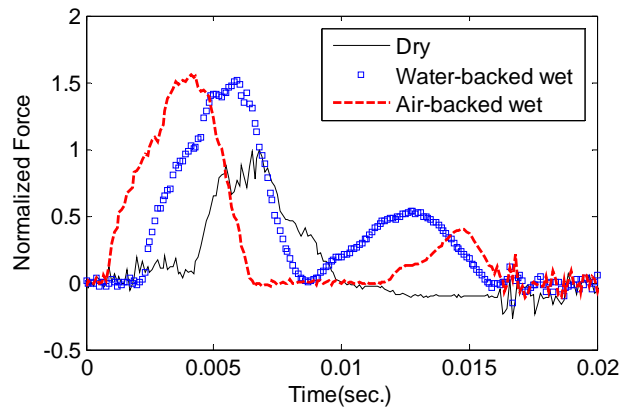 2
1.5
1
0.5
0
-0.5
Normalized Force
Dry
Water-backed wet
Air-backed wet
0
0.005
0.01
0.015
0.02
Time(sec.)